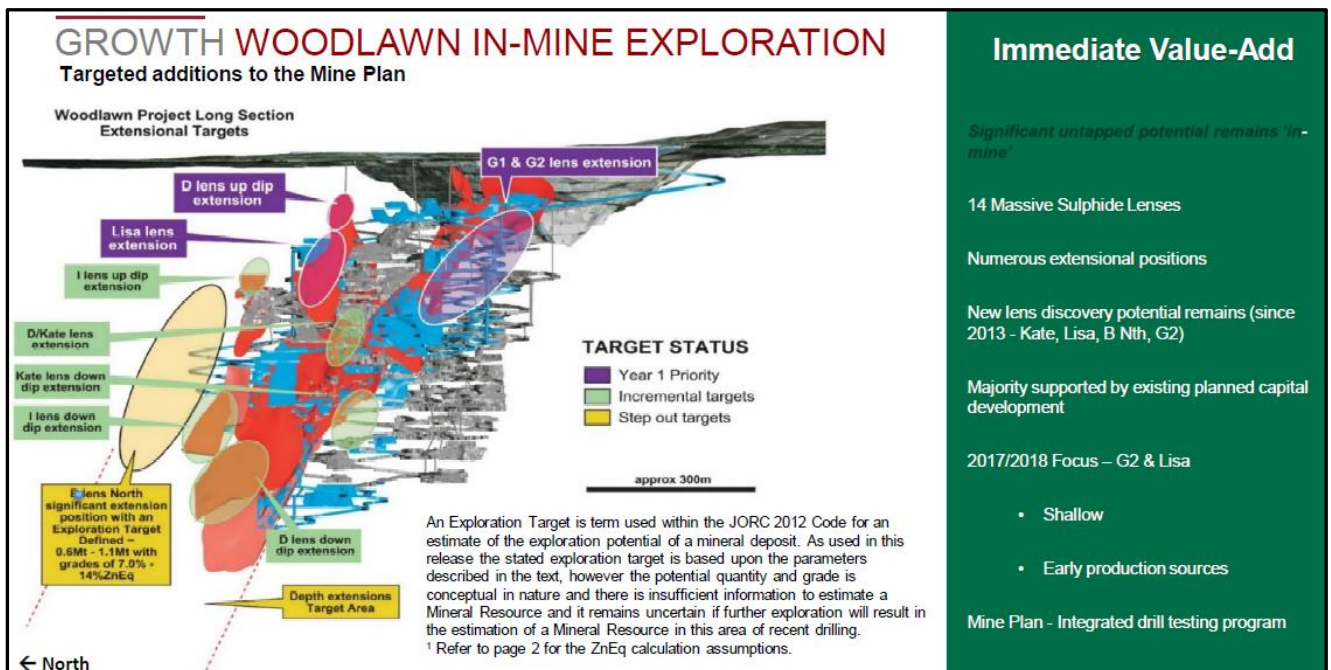 GROWTH WOODLAWN IN-MINE EXPLORATION
Targeted additions to the Mine Plan
Woodlawn Project Long Section
Extensional Targets
G1 & G2 lens extension
D lens up dip
extension
Lisa lens
extension
I lens up dip
extension
D/Kate lens
extension
Kate lens down
dip extension
I lens down
dip extension
lens North
significant extension
position with an
Exploration Target
Defined ~
0.6Mt - 1.1Mt with
grades of 7.0% -
14%ZnEq
D lens down
dip extension
Depth extensions
Target Area
← North
TARGET STATUS
Year 1 Priority
Incremental targets
Step out targets
approx 300m
An Exploration Target is term used within the JORC 2012 Code for an
estimate of the exploration potential of a mineral deposit. As used in this
release the stated exploration target is based upon the parameters
described in the text, however the potential quantity and grade is
conceptual in nature and there is insufficient information to estimate a
Mineral Resource and it remains uncertain if further exploration will result in
the estimation of a Mineral Resource in this area of recent drilling.
¹ Refer to page 2 for the ZnEq calculation assumptions.
Immediate Value-Add
Significant untapped potential remains 'in-
mine'
14 Massive Sulphide Lenses
Numerous extensional positions
New lens discovery potential remains (since
2013 - Kate, Lisa, B Nth, G2)
Majority supported by existing planned capital
development
2017/2018 Focus – G2 & Lisa
• Shallow
• Early production sources
Mine Plan - Integrated drill testing program